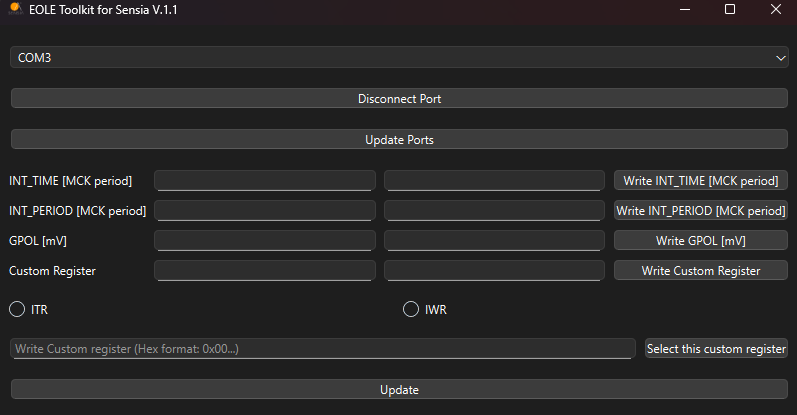 EOLE Toolkit for Sensia V.1.1
COM3
Disconnect Port
Update Ports
INT_TIME [MCK period] Write INT_TIME [MCK period]
INT_PERIOD [MCK period] Write INT_PERIOD [MCK period]
GPOL [mV] Write GPOL [mV]
Custom Register Write Custom Register
ITR IWR
Write Custom register (Hex format: 0x00...) Select this custom register
Update